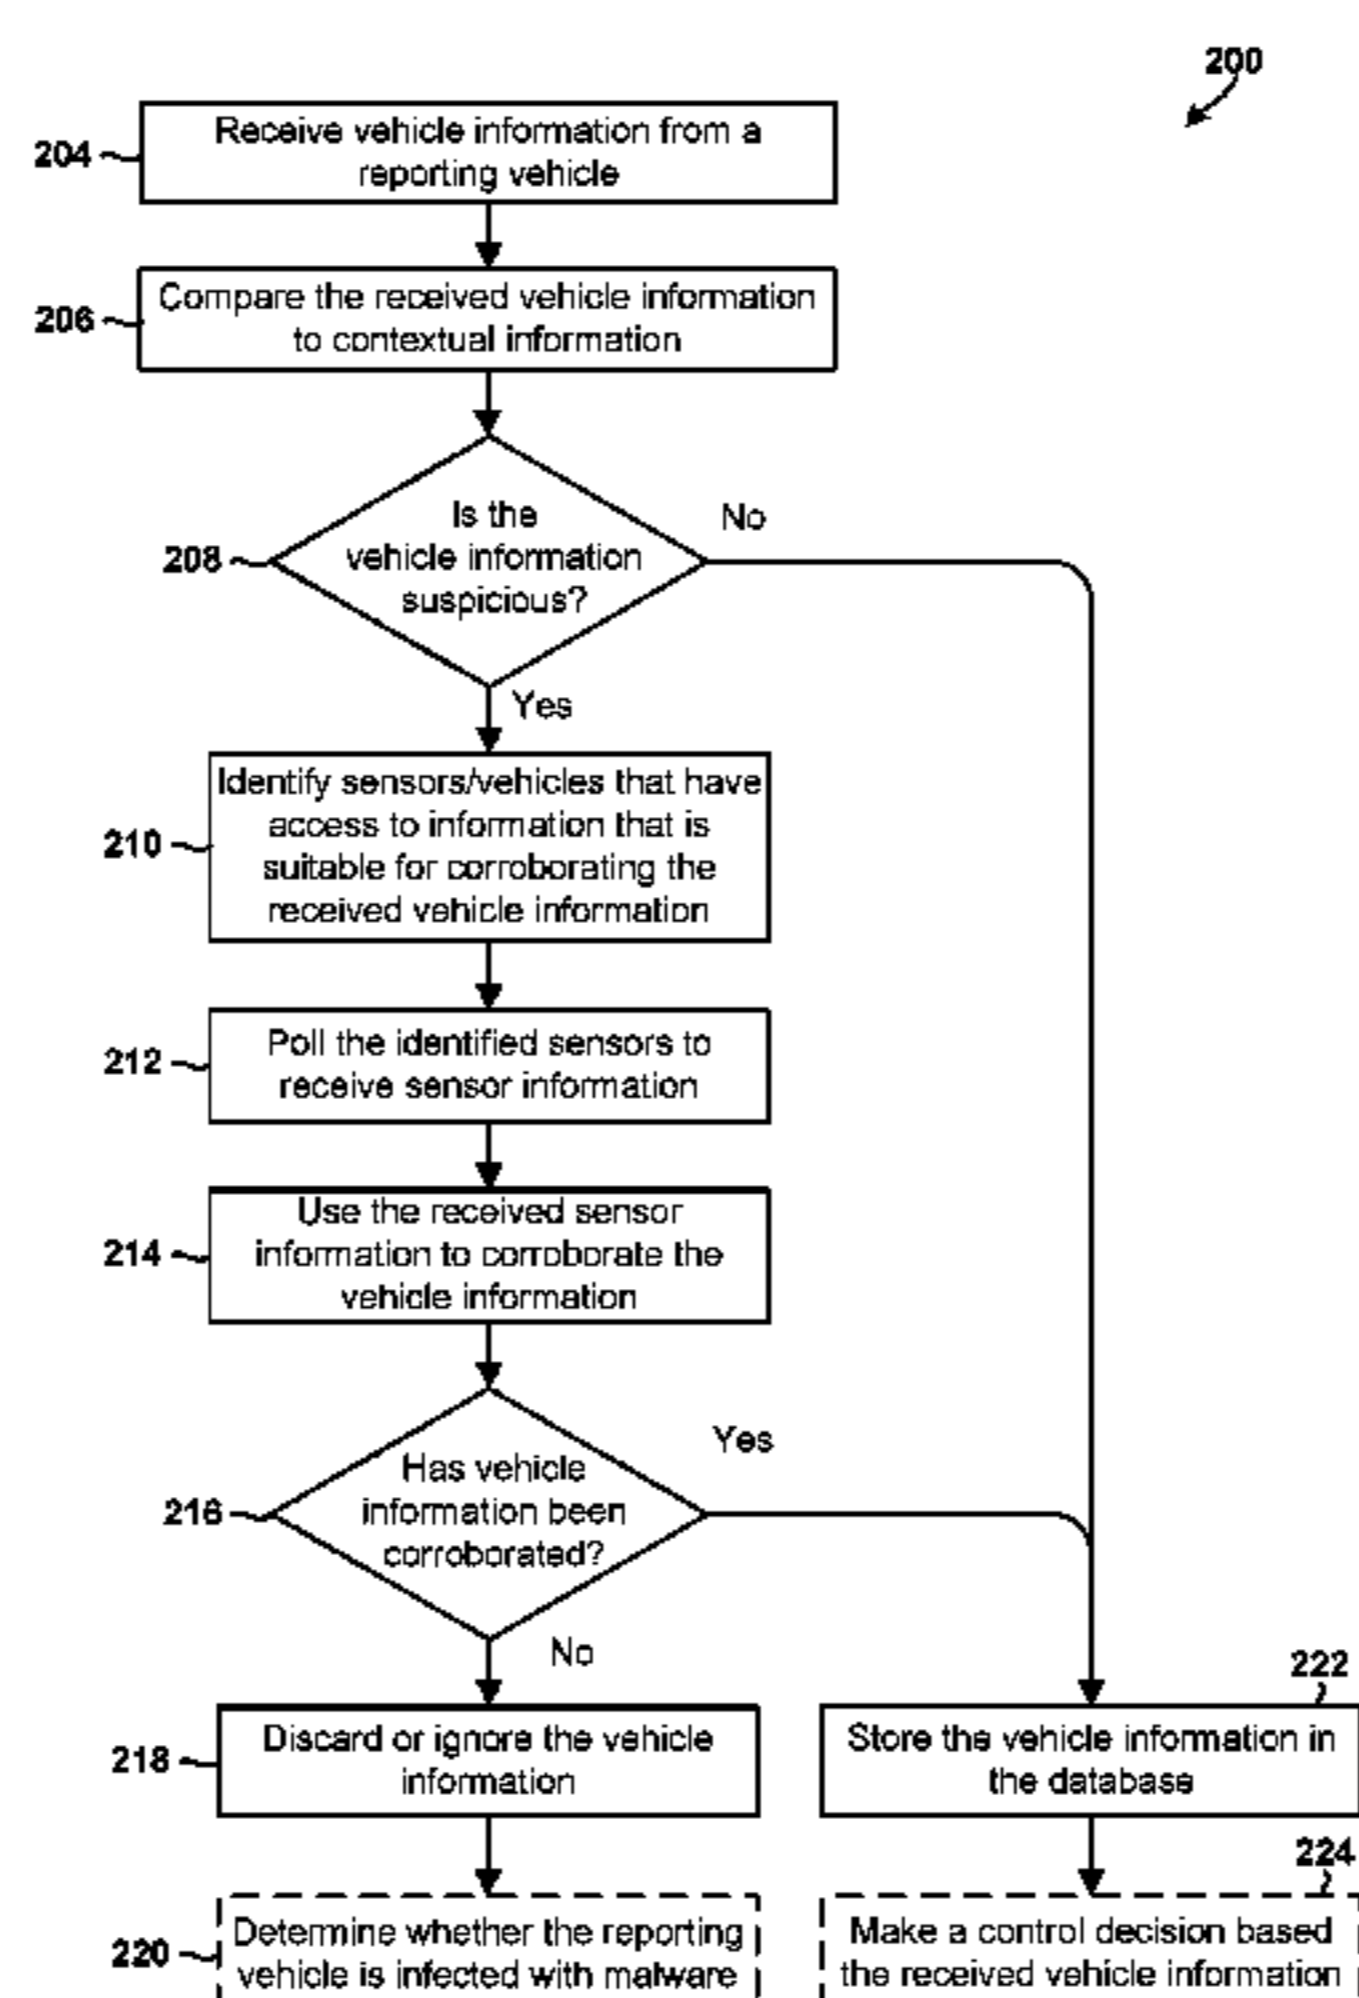 200
204
Receive vehicle information from a
reporting vehicle
206
Compare the received vehicle information
to contextual information
208
Is the
vehicle information
suspicious?
No
Yes
210
Identify sensors/vehicles that have
access to information that is
suitable for corroborating the
received vehicle information
212
Poll the identified sensors to
receive sensor information
214
Use the received sensor
information to corroborate the
vehicle information
216
Has vehicle
information been
corroborated?
Yes
No
218
Discard or ignore the vehicle
information
222
Store the vehicle information in
the database
220
Determine whether the reporting
vehicle is infected with malware
224
Make a control decision based
the received vehicle information